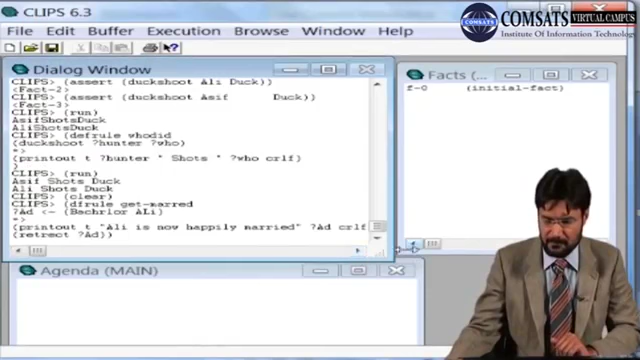 CLIPS 6.3
COMSATS VIRTUAL CAMPUS
Institute Of Information Technology
File Edit Buffer Execution Browse Window Help
Dialog Window
CLIPS> (assert (duckshoot Ali Duck))
<Fact-2>
CLIPS> (assert (duckshoot Asif Duck))
<Fact-3>
CLIPS> (run)
AsifShotsDuck
AliShotsDuck
CLIPS> (defrule whodid
(duckshoot ?hunter ?who)
=>
(printout t ?hunter " Shots " ?who crlf)
)
CLIPS> (run)
Asif Shots Duck
Ali Shots Duck
CLIPS> (clear)
CLIPS> (dfrule get-marred
?Ad <- (Bachrlor ALi)
=>
(printout t "Ali is now happily married" ?Ad crlf
(retrect ?Ad))
Facts (...
f-0 (initial-fact)
Agenda (MAIN)